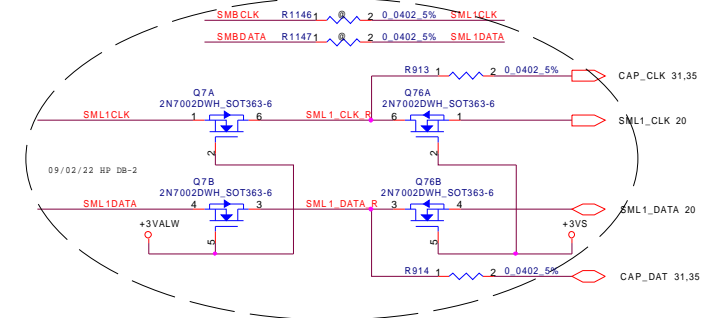 SMBCLK R1146 1 @ 2 0_0402_5% SML1CLK
SMBDATA R1147 1 @ 2 0_0402_5% SML1DATA
R913 1 2 0_0402_5% CAP_CLK 31,35
Q7A Q76A
2N7002DWH_SOT363-6 2N7002DWH_SOT363-6
SML1CLK 1 6 SML1_CLK_R 6 1 SML1_CLK 20
2 2
09/02/22 HP DB-2
Q7B Q76B
2N7002DWH_SOT363-6 2N7002DWH_SOT363-6
SML1DATA 4 3 SML1_DATA_R 3 4 SML1_DATA 20
+3VALW +3VS
5 5
R914 1 2 0_0402_5% CAP_DAT 31,35